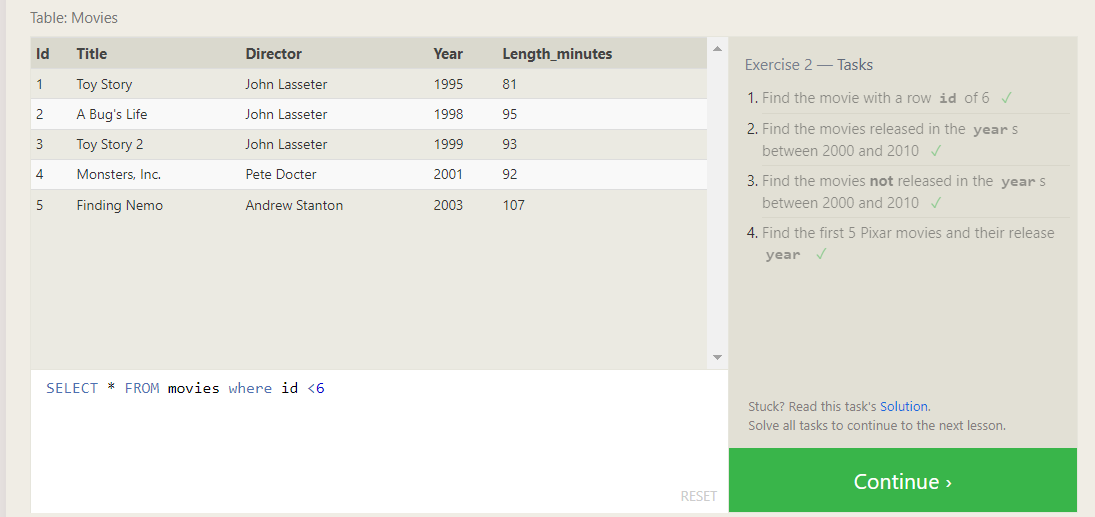 Table: Movies
Id Title Director Year Length_minutes
1 Toy Story John Lasseter 1995 81
2 A Bug's Life John Lasseter 1998 95
3 Toy Story 2 John Lasseter 1999 93
4 Monsters, Inc. Pete Docter 2001 92
5 Finding Nemo Andrew Stanton 2003 107
SELECT * FROM movies where id <6
RESET
Exercise 2 — Tasks
1. Find the movie with a row id of 6 ✓
2. Find the movies released in the year s
between 2000 and 2010 ✓
3. Find the movies not released in the year s
between 2000 and 2010 ✓
4. Find the first 5 Pixar movies and their release
year ✓
Stuck? Read this task's Solution.
Solve all tasks to continue to the next lesson.
Continue ›